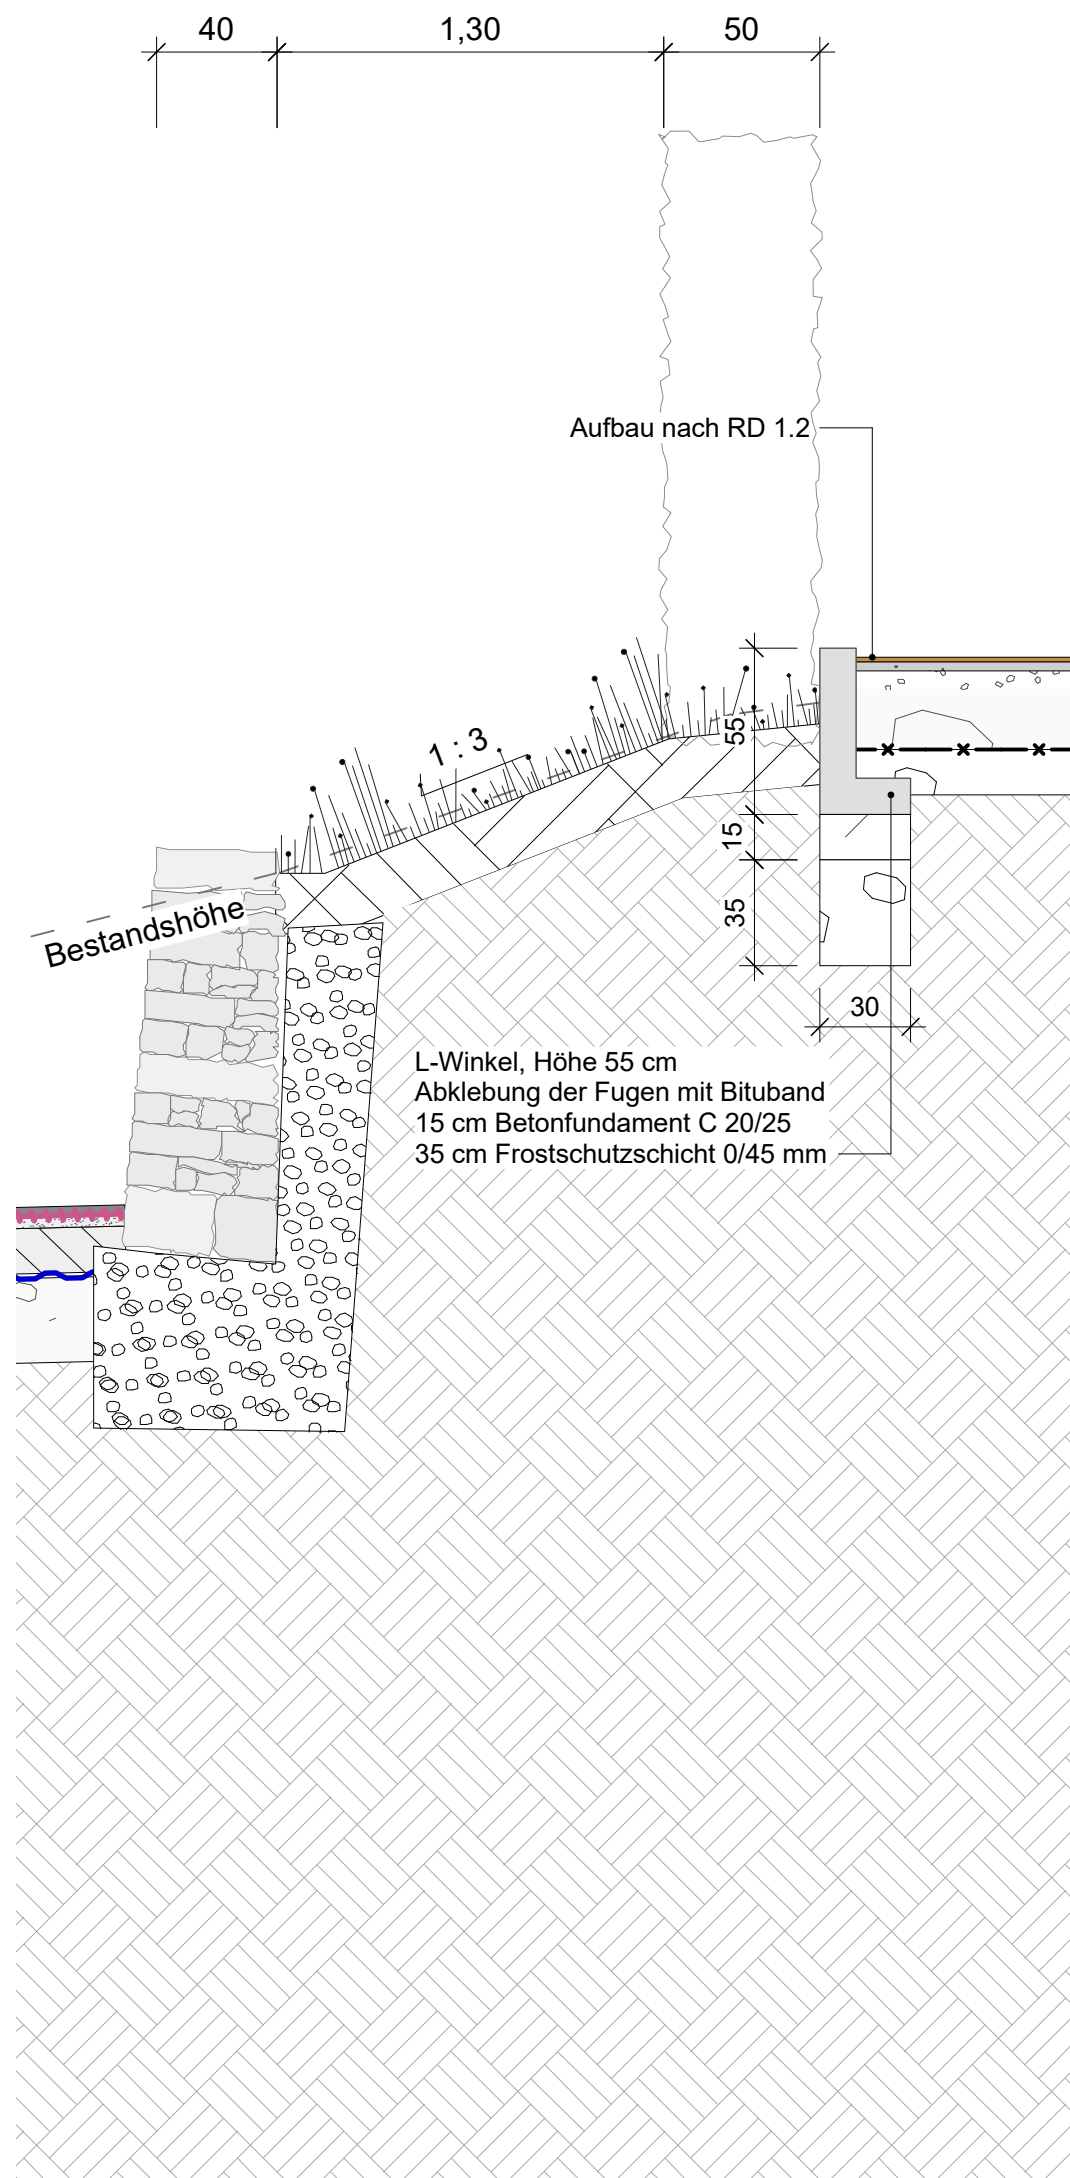 40
1,30
50
Aufbau nach RD 1.2
1 : 3
55
15
35
Bestandshöhe
30
L-Winkel, Höhe 55 cm
Abklebung der Fugen mit Bituband
15 cm Betonfundament C 20/25
35 cm Frostschutzschicht 0/45 mm